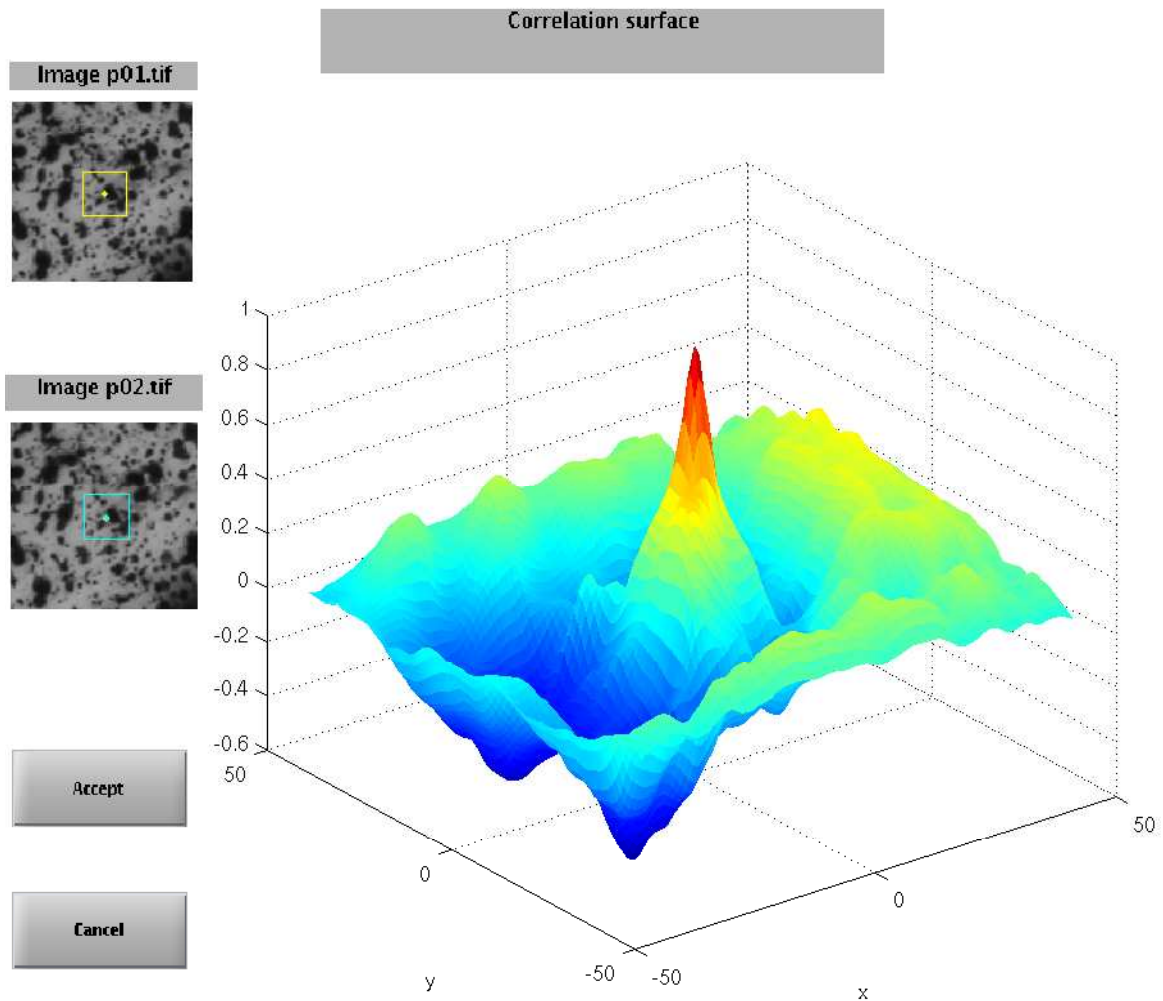 Correlation surface
Image p01.tif
Image p02.tif
1
0.8
0.6
0.4
0.2
0
-0.2
-0.4
-0.6
50
0
-50
y
-50
0
50
x
Accept
Cancel